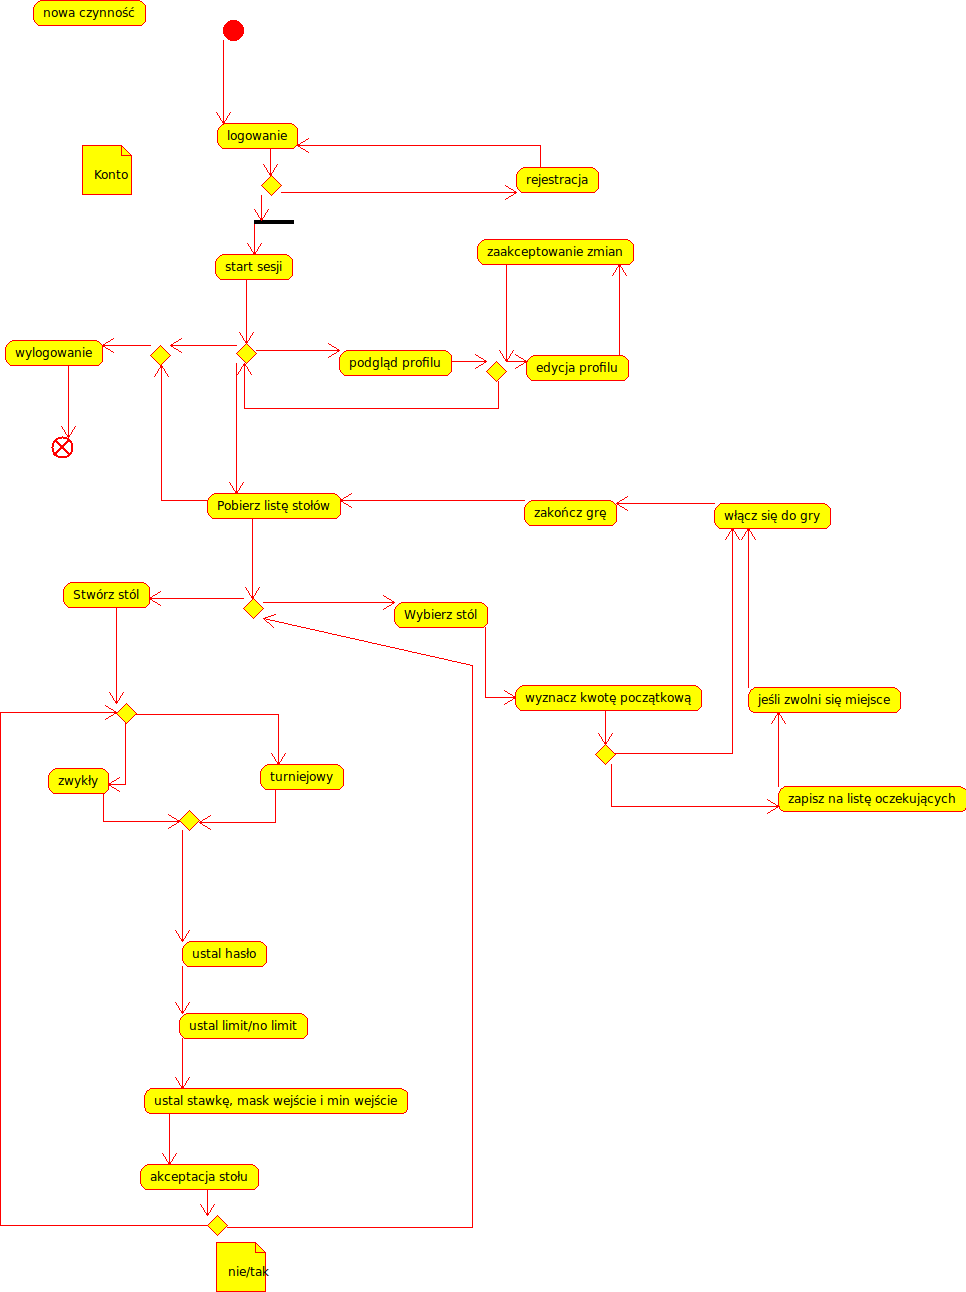 nowa czynność
logowanie
Konto
rejestracja
zaakceptowanie zmian
start sesji
wylogowanie
podgląd profilu
edycja profilu
Pobierz listę stołów
zakończ grę
włącz się do gry
Stwórz stól
Wybierz stól
wyznacz kwotę początkową
jeśli zwolni się miejsce
zwykły
turniejowy
zapisz na listę oczekujących
ustal hasło
ustal limit/no limit
ustal stawkę, mask wejście i min wejście
akceptacja stołu
nie/tak